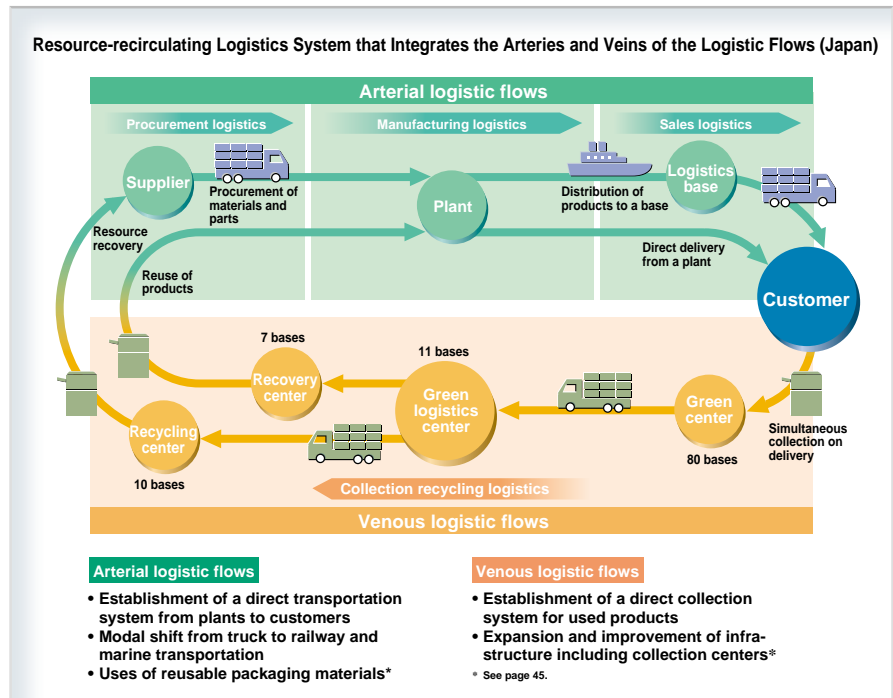 Resource-recirculating Logistics System that Integrates the Arteries and Veins of the Logistic Flows (Japan)
Arterial logistic flows
Procurement logistics
Manufacturing logistics
Sales logistics
Supplier
Procurement of
materials and
parts
Plant
Distribution of
products to a base
Logistics
base
Resource
recovery
Reuse of
products
Direct delivery
from a plant
Customer
7 bases
Recovery
center
11 bases
Green
logistics
center
Green
center
80 bases
Simultaneous
collection on
delivery
Recycling
center
10 bases
Collection recycling logistics
Venous logistic flows
Arterial logistic flows
• Establishment of a direct transportation
system from plants to customers
• Modal shift from truck to railway and
marine transportation
• Uses of reusable packaging materials*
Venous logistic flows
• Establishment of a direct collection
system for used products
• Expansion and improvement of infra-
structure including collection centers*
* See page 45.